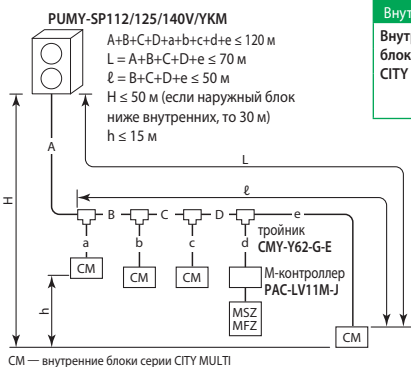 PUMY-SP112/125/140V/YKM
A+B+C+D+a+b+c+d+e ≤ 120 м
L = A+B+C+D+e ≤ 70 м
ℓ = B+C+D+e ≤ 50 м
H ≤ 50 м (если наружный блок
ниже внутренних, то 30 м)
h ≤ 15 м
Внут
Внутр
блок
CITY
A
L
H
ℓ
B
C
D
e
a
b
c
d
тройник
CMY-Y62-G-E
М-контроллер
PAC-LV11M-J
CM
CM
CM
MSZ
MFZ
h
CM
CM — внутренние блоки серии CITY MULTI